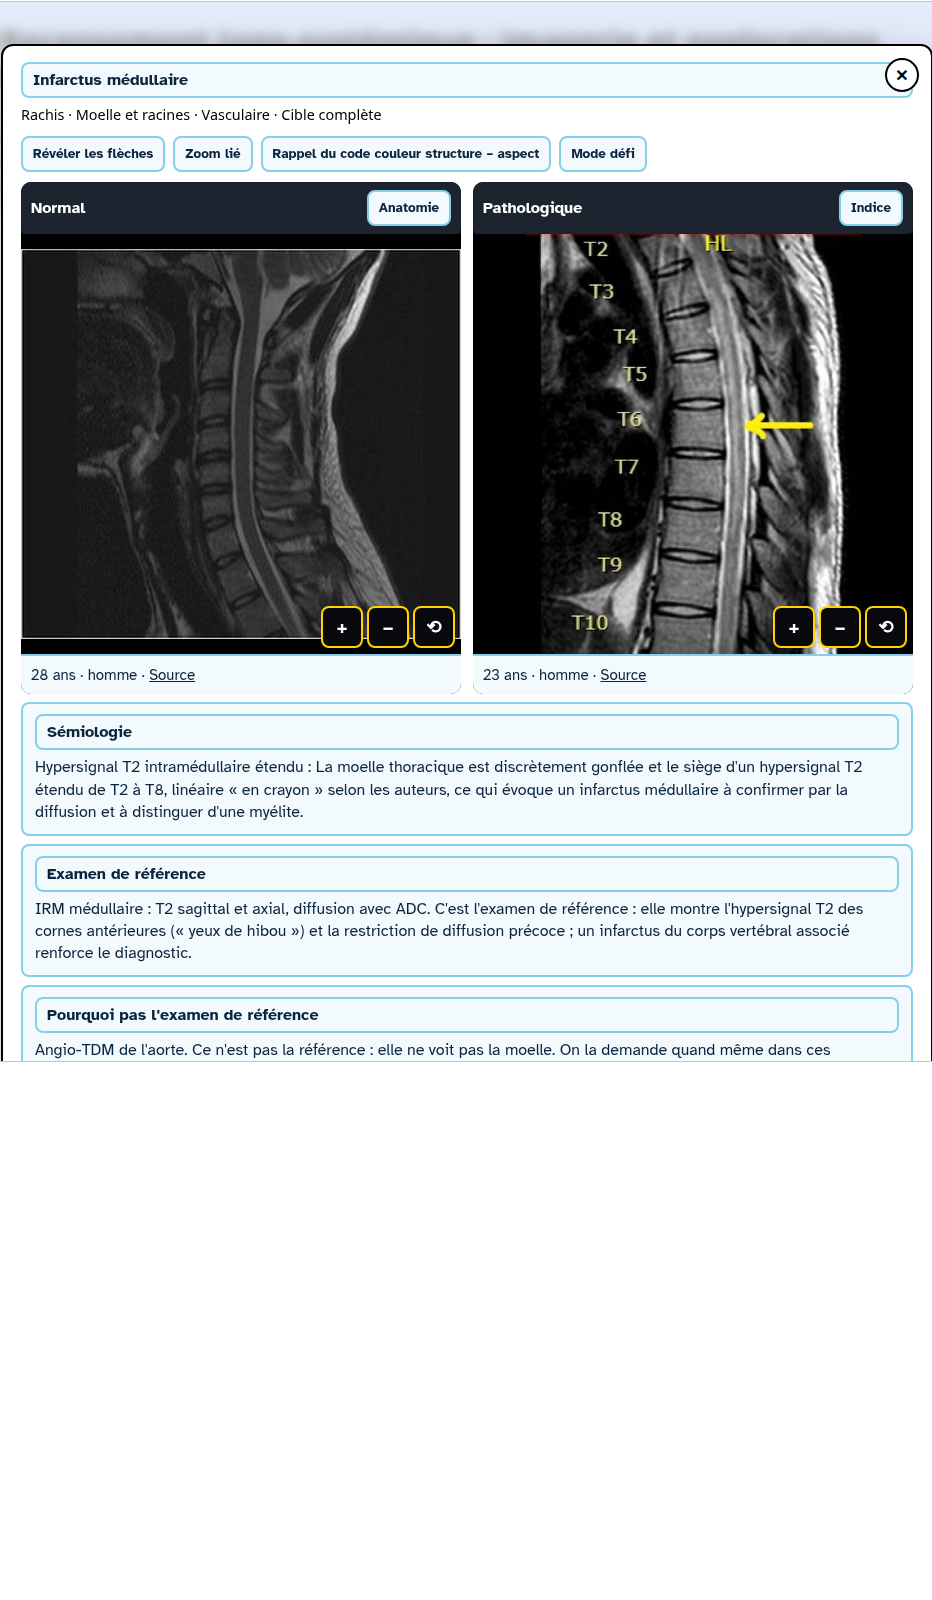 Infarctus médullaire
✕
Rachis · Moelle et racines · Vasculaire · Cible complète
Révéler les flèches
Zoom lié
Rappel du code couleur structure – aspect
Mode défi
Normal
Anatomie
Pathologique
Indice
HL
T2
T3
T4
T5
T6
T7
T8
T9
T10
+
–
⟲
+
–
⟲
28 ans · homme · Source
23 ans · homme · Source
Sémiologie
Hypersignal T2 intramédullaire étendu : La moelle thoracique est discrètement gonflée et le siège d'un hypersignal T2
étendu de T2 à T8, linéaire « en crayon » selon les auteurs, ce qui évoque un infarctus médullaire à confirmer par la
diffusion et à distinguer d'une myélite.
Examen de référence
IRM médullaire : T2 sagittal et axial, diffusion avec ADC. C'est l'examen de référence : elle montre l'hypersignal T2 des
cornes antérieures (« yeux de hibou ») et la restriction de diffusion précoce ; un infarctus du corps vertébral associé
renforce le diagnostic.
Pourquoi pas l'examen de référence
Angio-TDM de l'aorte. Ce n'est pas la référence : elle ne voit pas la moelle. On la demande quand même dans ces